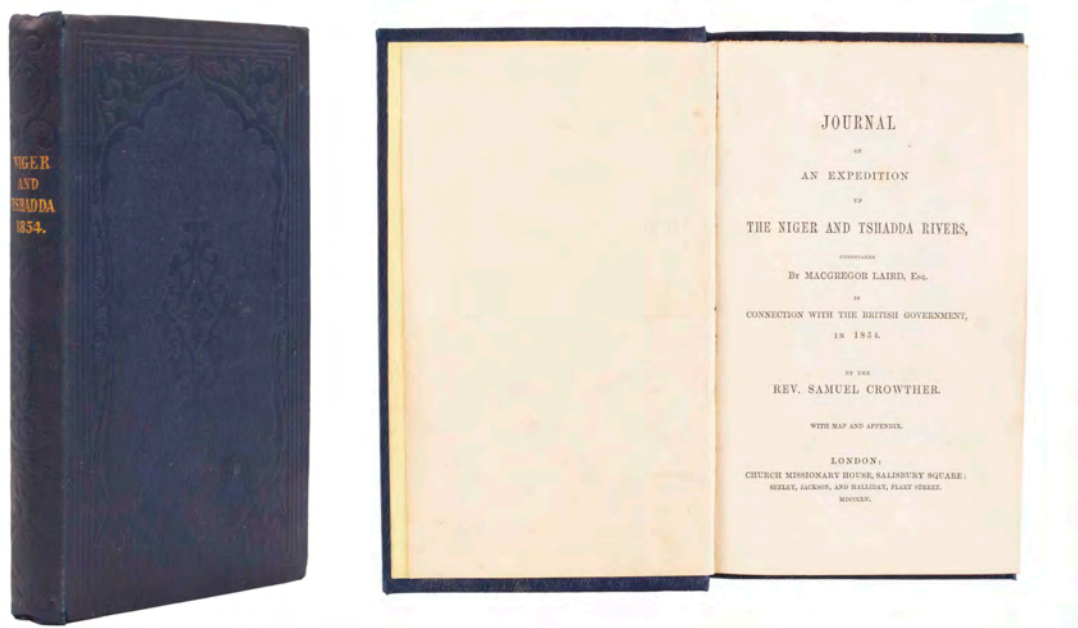 NIGER
AND
TSHADDA
1854.
JOURNAL
OF
AN EXPEDITION
UP
THE NIGER AND TSHADDA RIVERS,
UNDERTAKEN
BY MACGREGOR LAIRD, ESQ.
IN
CONNECTION WITH THE BRITISH GOVERNMENT,
IN 1854.
BY THE
REV. SAMUEL CROWTHER.
WITH MAP AND APPENDIX.
LONDON:
CHURCH MISSIONARY HOUSE, SALISBURY SQUARE:
SEELEY, JACKSON, AND HALLIDAY, FLEET STREET.
MDCCCLV.